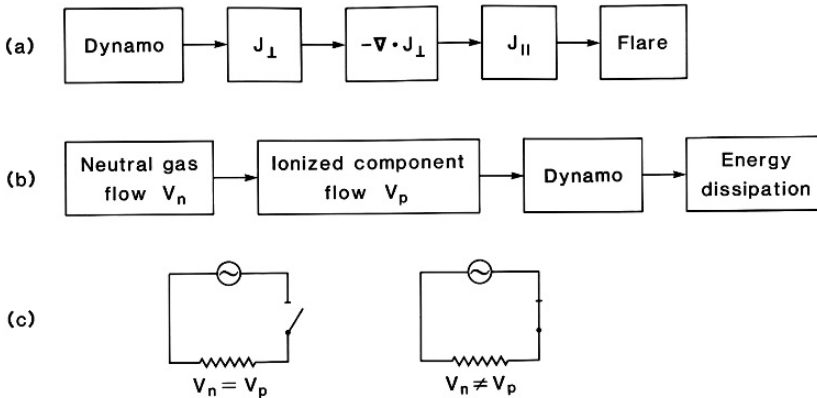 (a) Dynamo J⊥ -∇·J⊥ J|| Flare
(b) Neutral gas flow Vn Ionized component flow Vp Dynamo Energy dissipation
(c)
Vn = Vp Vn ≠ Vp